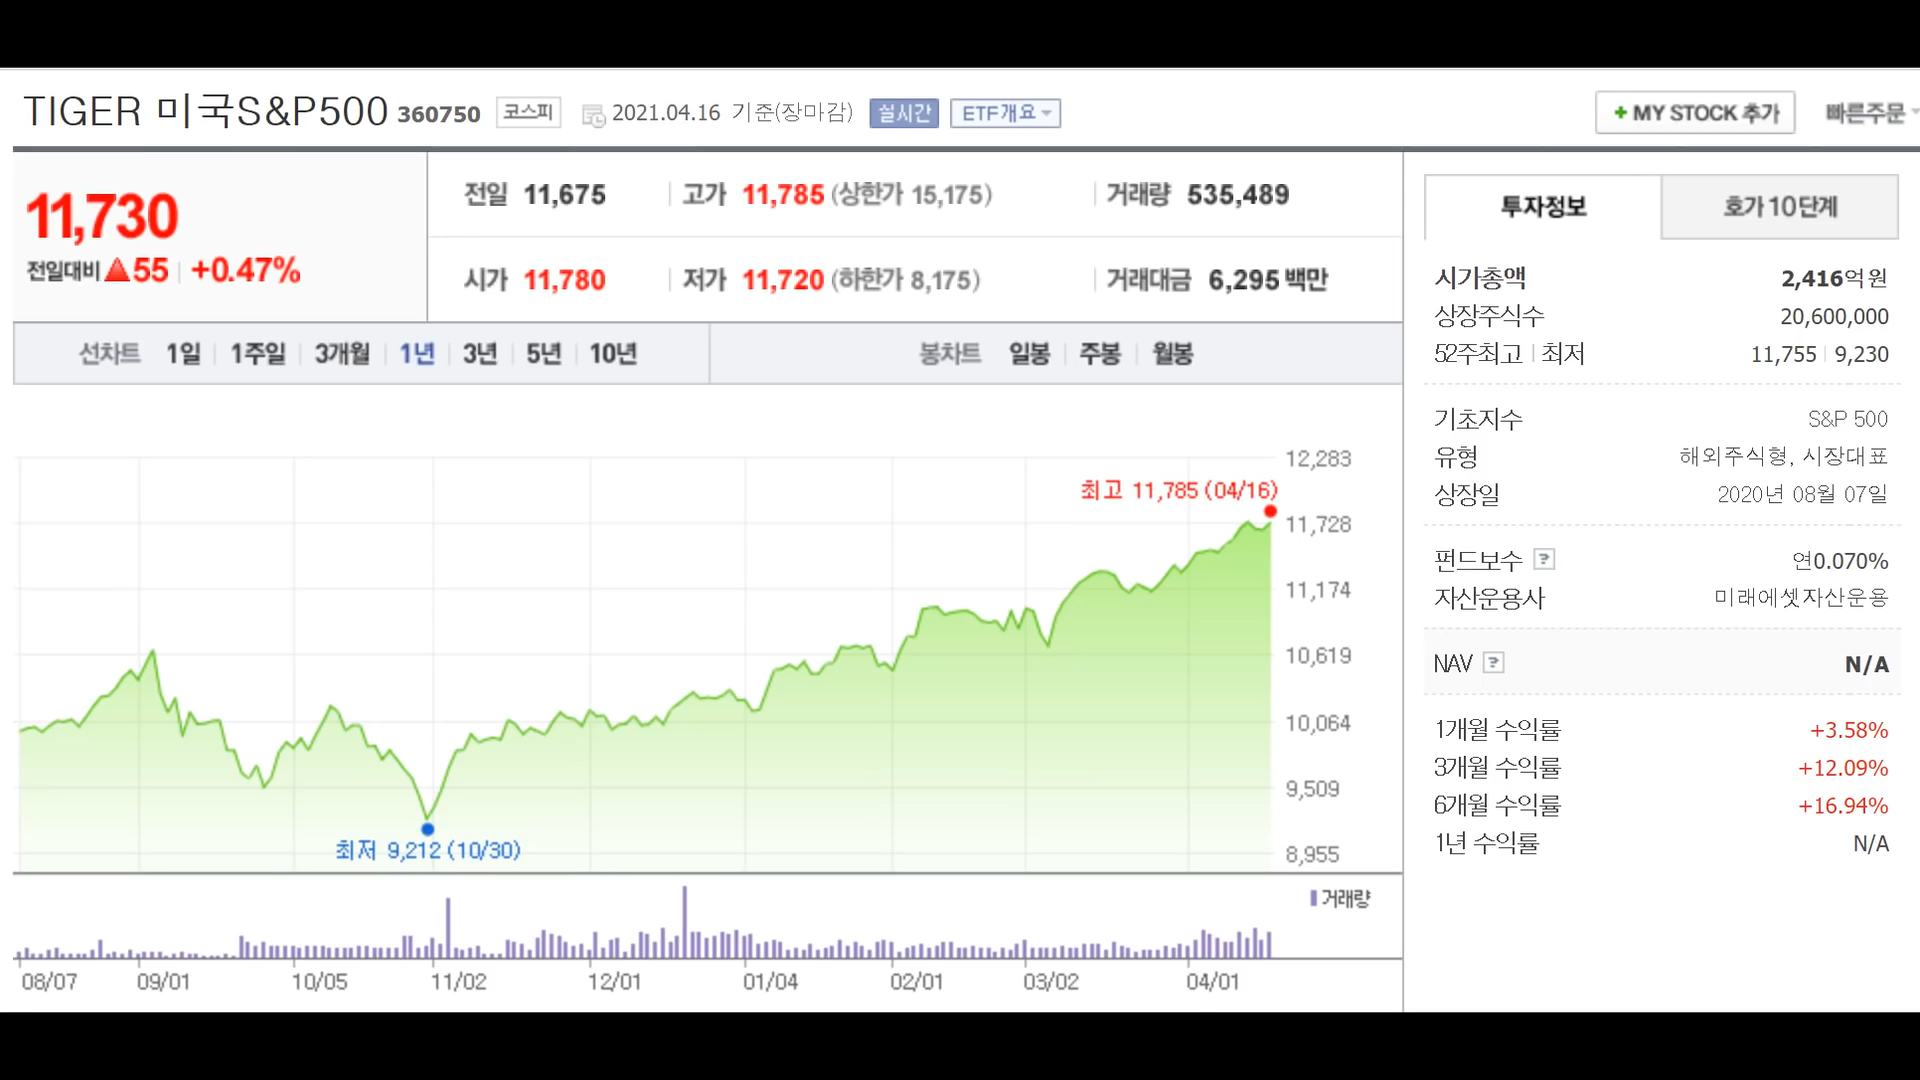 TIGER 미국S&P500 360750 코스피 2021.04.16 기준(장마감) 실시간 ETF개요 + MY STOCK 추가 빠른주문
11,730
전일대비 ▲55 +0.47%
전일 11,675 고가 11,785 (상한가 15,175) 거래량 535,489
시가 11,780 저가 11,720 (하한가 8,175) 거래대금 6,295 백만
선차트 1일 1주일 3개월 1년 3년 5년 10년 봉차트 일봉 주봉 월봉
최고 11,785 (04/16)
최저 9,212 (10/30)
12,283
11,728
11,174
10,619
10,064
9,509
8,955
거래량
08/07 09/01 10/05 11/02 12/01 01/04 02/01 03/02 04/01
투자정보 호가 10단계
시가총액 2,416억원
상장주식수 20,600,000
52주최고 최저 11,755 9,230
기초지수 S&P 500
유형 해외주식형, 시장대표
상장일 2020년 08월 07일
펀드보수 ? 연0.070%
자산운용사 미래에셋자산운용
NAV ? N/A
1개월 수익률 +3.58%
3개월 수익률 +12.09%
6개월 수익률 +16.94%
1년 수익률 N/A